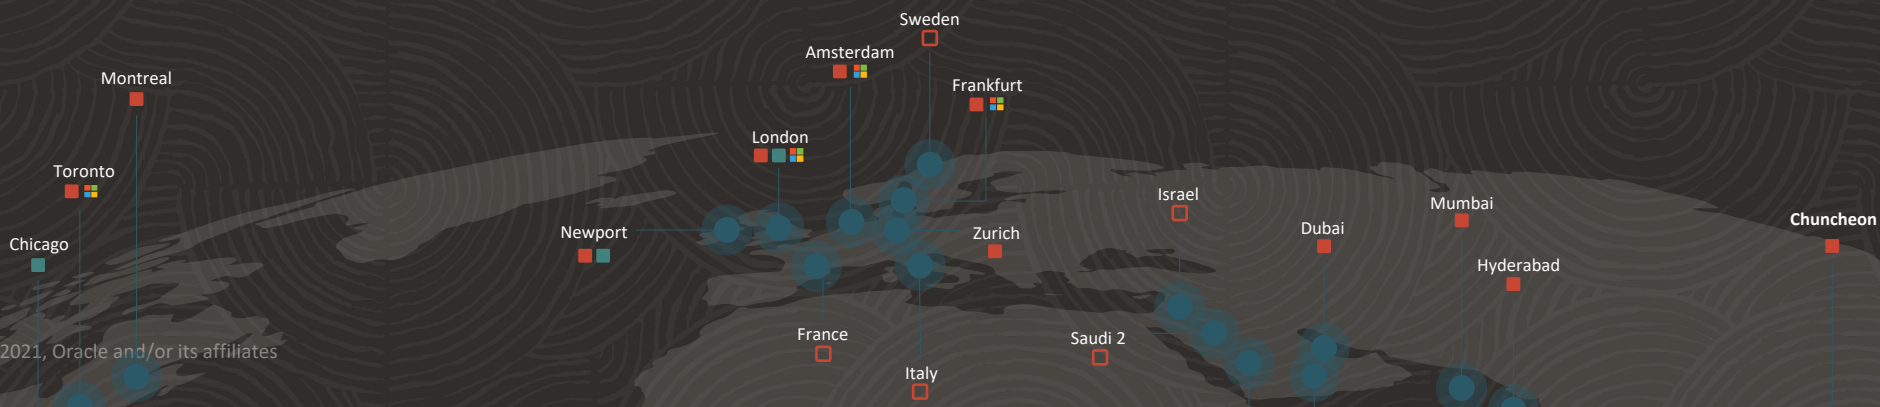 Sweden
Amsterdam
Montreal
Frankfurt
London
Toronto
Israel
Mumbai
Chuncheon
Newport
Zurich
Dubai
Chicago
Hyderabad
France
Saudi 2
2021, Oracle and/or its affiliates
Italy